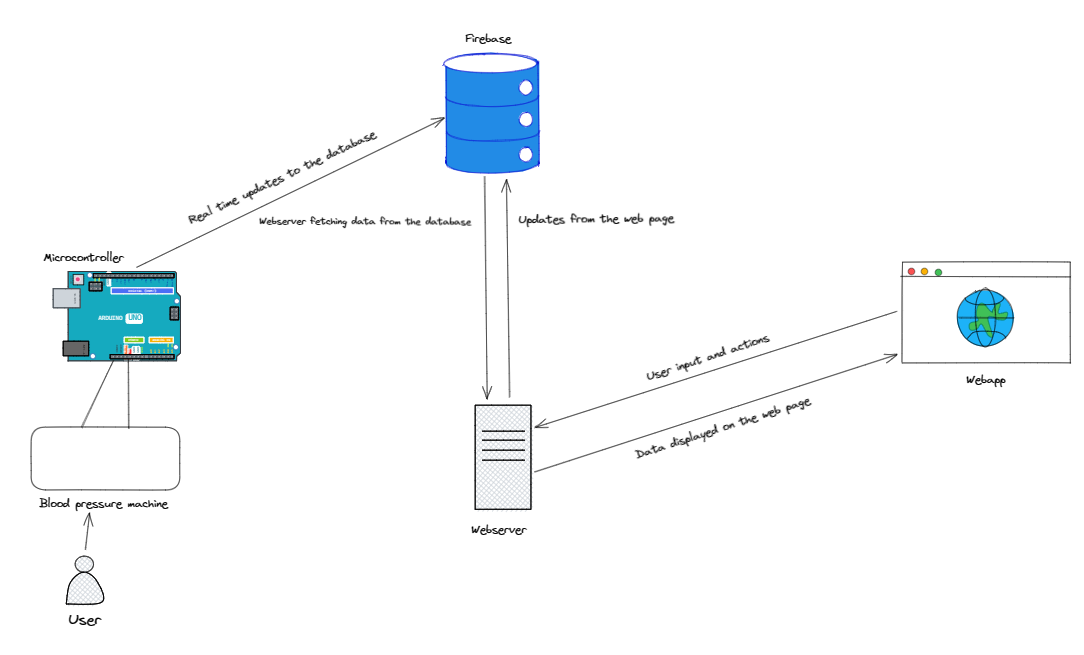 Firebase
Real time updates to the database
Webserver fetching data from the database
Updates from the web page
Microcontroller
ARDUINO UNO
User input and actions
Webapp
Data displayed on the web page
Blood pressure machine
Webserver
User